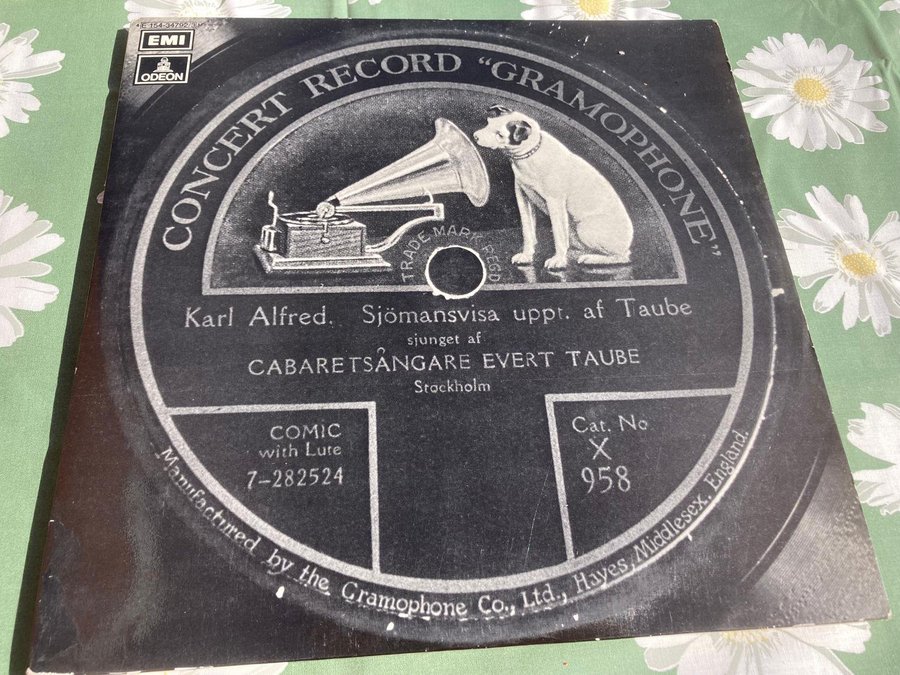 EMI
ODEON
CONCERT RECORD "GRAMOPHONE"
TRADE MARK REGD
Karl Alfred. Sjömansvisa uppt. af Taube
sjunget af
CABARETSÅNGARE EVERT TAUBE
Stockholm
COMIC
with Lute
7-282524
Cat. No
X
958
Manufactured by the Gramophone Co., Ltd., Hayes, Middlesex, England.